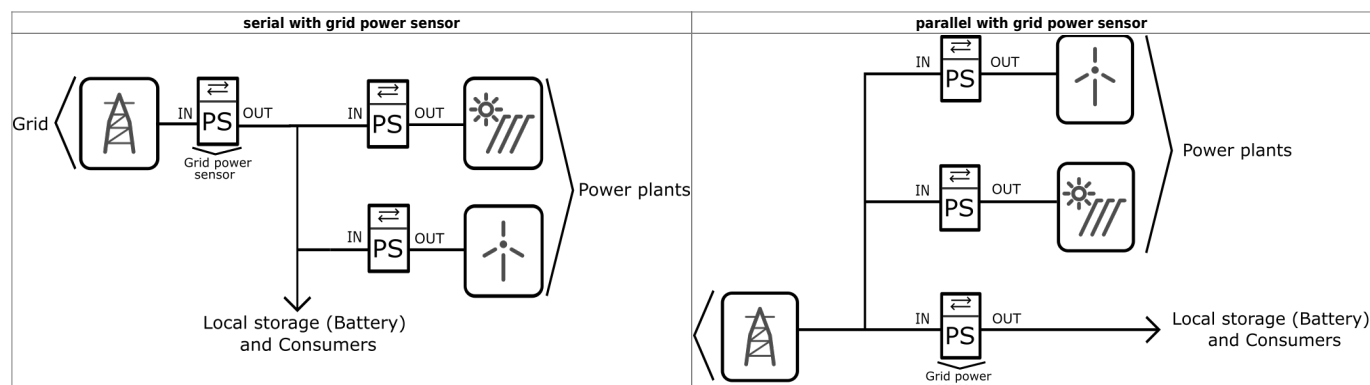 serial with grid power sensor
Grid
IN
PS
OUT
Grid power
sensor
IN
PS
OUT
IN
PS
OUT
Power plants
Local storage (Battery)
and Consumers
parallel with grid power sensor
IN
PS
OUT
IN
PS
OUT
Power plants
IN
PS
OUT
Grid power
Local storage (Battery)
and Consumers